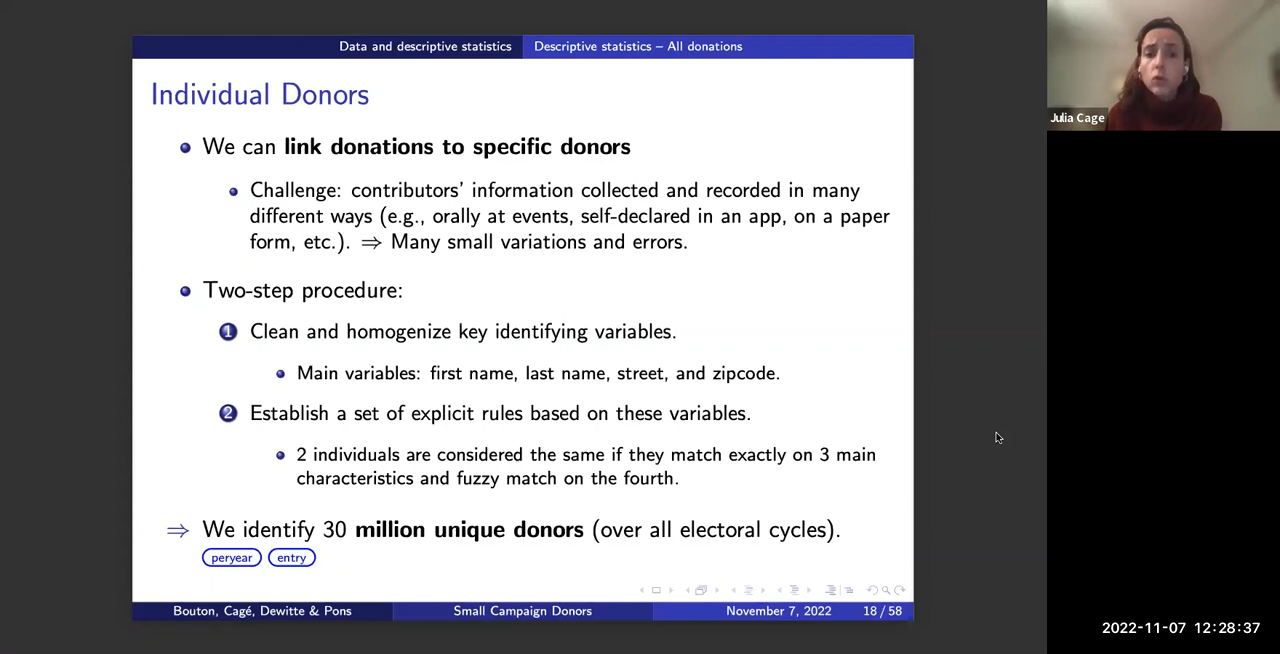 Data and descriptive statistics Descriptive statistics – All donations
Individual Donors
We can link donations to specific donors
Challenge: contributors' information collected and recorded in many
different ways (e.g., orally at events, self-declared in an app, on a paper
form, etc.). ⇒ Many small variations and errors.
Two-step procedure:
1 Clean and homogenize key identifying variables.
Main variables: first name, last name, street, and zipcode.
2 Establish a set of explicit rules based on these variables.
2 individuals are considered the same if they match exactly on 3 main
characteristics and fuzzy match on the fourth.
⇒ We identify 30 million unique donors (over all electoral cycles).
peryear entry
Bouton, Cagé, Dewitte & Pons Small Campaign Donors November 7, 2022 18 / 58
Julia Cage
2022-11-07 12:28:37